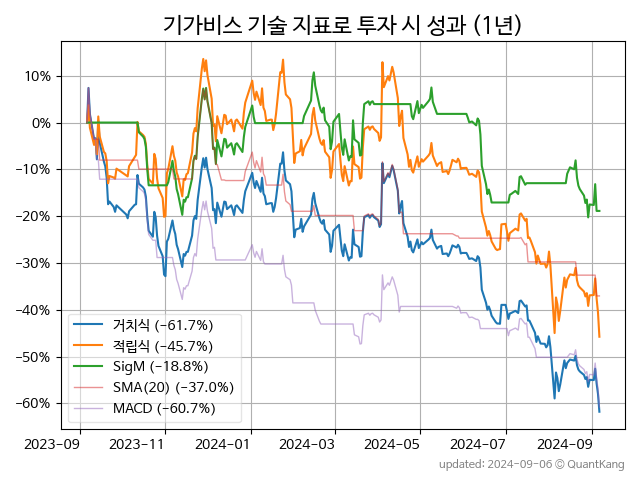 기가비스 기술 지표로 투자 시 성과 (1년)
10%
0%
−10%
−20%
−30%
−40%
−50%
−60%
거치식 (−61.7%)
적립식 (−45.7%)
SigM (−18.8%)
SMA(20) (−37.0%)
MACD (−60.7%)
2023−09 2023−11 2024−01 2024−03 2024−05 2024−07 2024−09
updated: 2024−09−06 © QuantKang